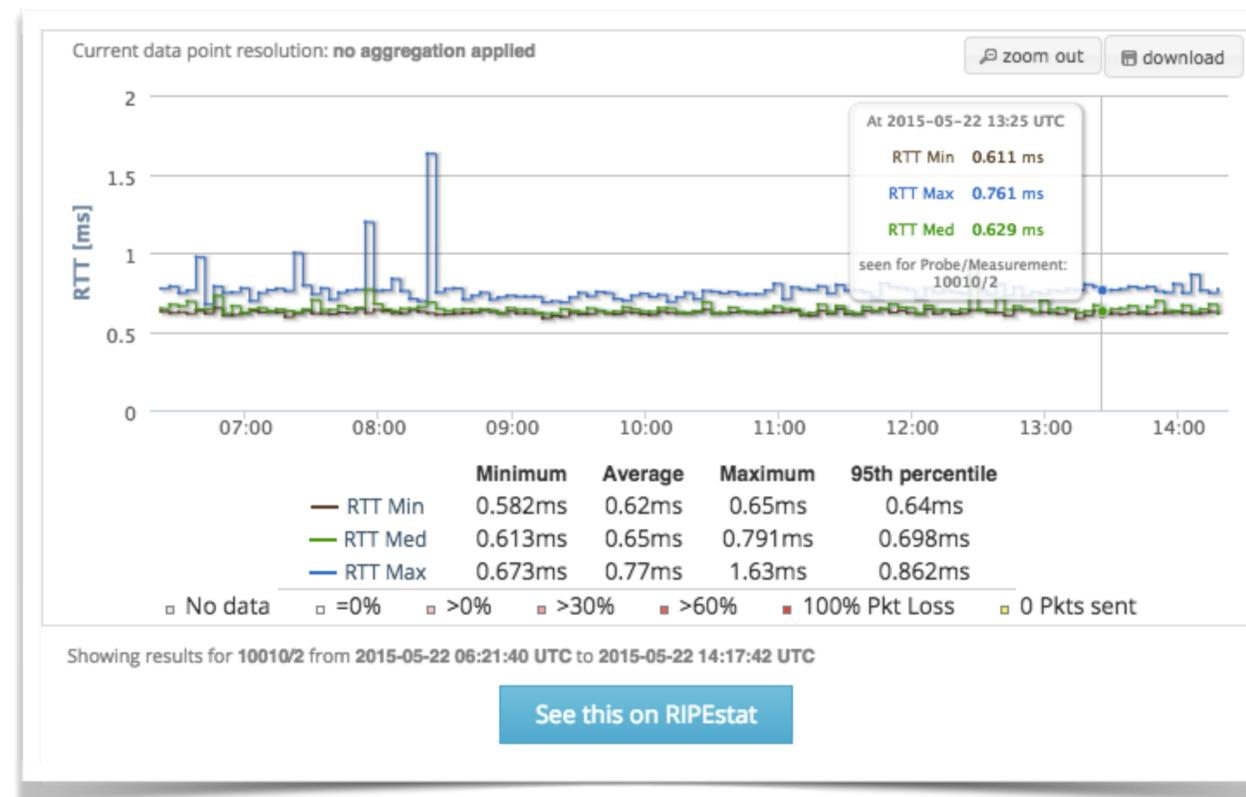 Current data point resolution: no aggregation applied
zoom out
download
2
1.5
1
0.5
0
RTT [ms]
At 2015-05-22 13:25 UTC
RTT Min 0.611 ms
RTT Max 0.761 ms
RTT Med 0.629 ms
seen for Probe/Measurement:
10010/2
07:00 08:00 09:00 10:00 11:00 12:00 13:00 14:00
Minimum Average Maximum 95th percentile
RTT Min 0.582ms 0.62ms 0.65ms 0.64ms
RTT Med 0.613ms 0.65ms 0.791ms 0.698ms
RTT Max 0.673ms 0.77ms 1.63ms 0.862ms
No data =0% >0% >30% >60% 100% Pkt Loss 0 Pkts sent
Showing results for 10010/2 from 2015-05-22 06:21:40 UTC to 2015-05-22 14:17:42 UTC
See this on RIPEstat